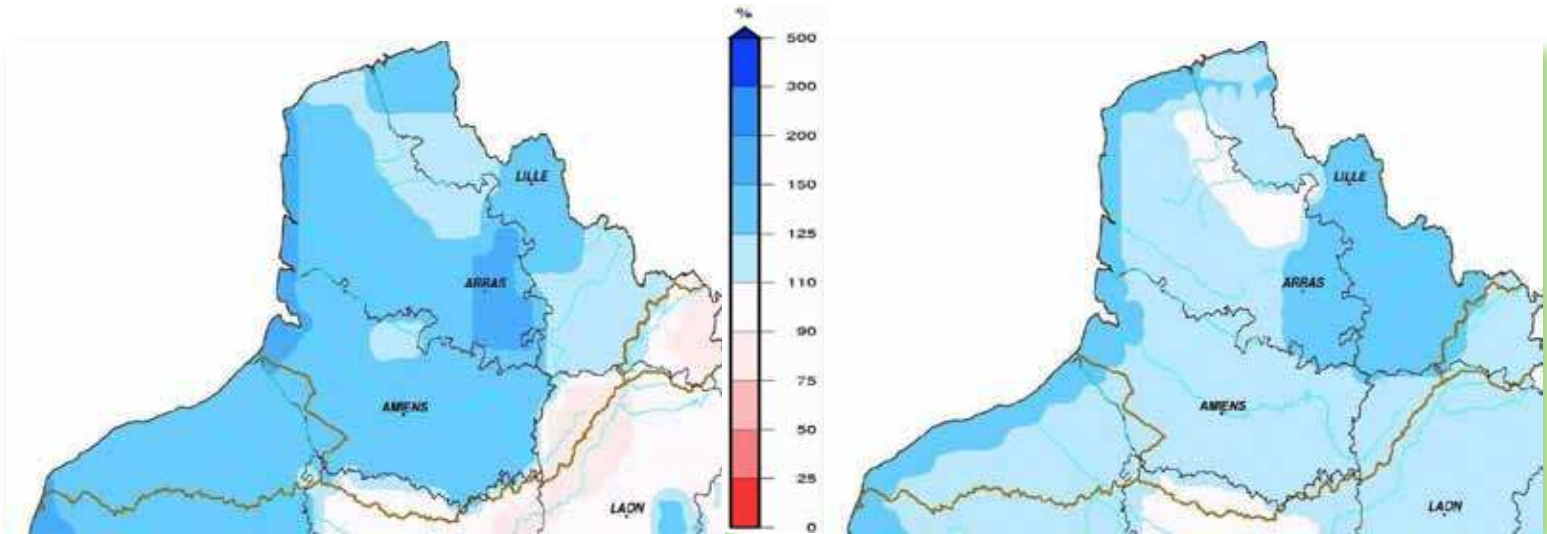 %
500
300
200
150
125
110
90
75
50
25
0
LILLE
ARRAS
AMIENS
LAON
LILLE
ARRAS
AMIENS
LAON